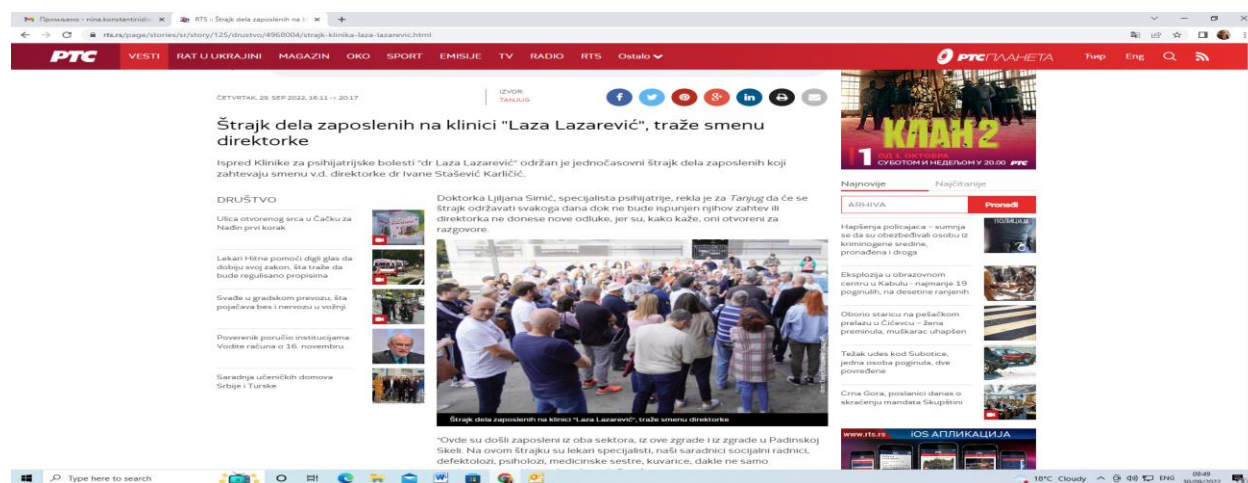 Примљено - nina.konstantinidi
RTS :: Štrajk dela zaposlenih na
rts.rs/page/stories/sr/story/125/drustvo/4968004/strajk-klinika-laza-lazarevic.html
РТС VESTI RAT U UKRAJINI MAGAZIN OKO SPORT EMISIJE TV RADIO RTS Ostalo РТС ПЛАНЕТА Ћир Eng
ČETVRTAK, 29. SEP 2022, 16:11 -> 20:17
IZVOR
TANJUG
Štrajk dela zaposlenih na klinici "Laza Lazarević", traže smenu
direktorke
Ispred Klinike za psihijatrijske bolesti "dr Laza Lazarević" održan je jednočasovni štrajk dela zaposlenih koji
zahtevaju smenu v.d. direktorke dr Ivane Stašević Karličić.
DRUŠTVO
Ulica otvorenog srca u Čačku za
Nađin prvi korak
Lekari Hitne pomoći digli glas da
dobiju svoj zakon, šta traže da
bude regulisano propisima
Svađe u gradskom prevozu, šta
pojačava bes i nervozu u vožnji
Poverenik poručio institucijama:
Vodite računa o 16. novembru
Saradnja učeničkih domova
Srbije i Turske
Doktorka Ljiljana Simić, specijalista psihijatrije, rekla je za Tanjug da će se
štrajk održavati svakoga dana dok ne bude ispunjen njihov zahtev ili
direktorka ne donese nove odluke, jer su, kako kaže, oni otvoreni za
razgovore.
Štrajk dela zaposlenih na klinici "Laza Lazarević", traže smenu direktorke
"Ovde su došli zaposleni iz oba sektora, iz ove zgrade i iz zgrade u Padinskoj
Skeli. Na ovom štrajku su lekari specijalisti, naši saradnici socijalni radnici,
defektolozi, psiholozi, medicinske sestre, kuvarice, dakle ne samo
КЛАН 2
1 ОД 1. ОКТОБРА
СУБОТОМ И НЕДЕЉОМ У 20.00 РТС
Najnovije Najčitanije
ARHIVA Pronađi
Hapšenja policajaca – sumnja
se da su obezbeđivali osobu iz
kriminogene sredine,
pronađena i droga
ПОЛИЦИЈА
Eksplozija u obrazovnom
centru u Kabulu - najmanje 19
poginulih, na desetine ranjenih
Oborio staricu na pešačkom
prelazu u Ćićevcu – žena
preminula, muškarac uhapšen
Težak udes kod Subotice,
jedna osoba poginula, dve
povređene
Crna Gora, poslanici danas o
skraćenju mandata Skupštini
www.rts.rs iOS АПЛИКАЦИЈА
Type here to search
18°C Cloudy ENG 09:49
30/09/2022